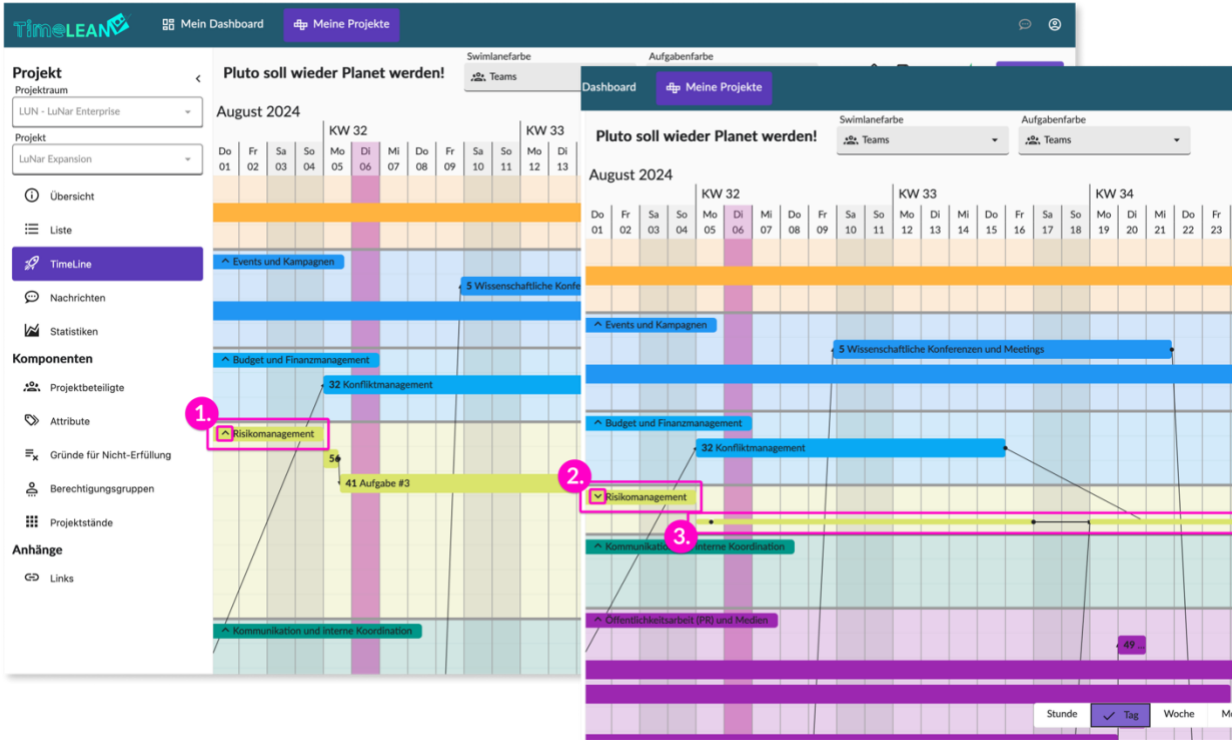 TimeLEAN
Mein Dashboard
Meine Projekte
Projekt
Projektraum
LUN - LuNar Enterprise
Projekt
LuNar Expansion
Übersicht
Liste
TimeLine
Nachrichten
Statistiken
Komponenten
Projektbeteiligte
Attribute
Gründe für Nicht-Erfüllung
Berechtigungsgruppen
Projektstände
Anhänge
Links
Pluto soll wieder Planet werden!
Swimlanefarbe
Teams
Aufgabenfarbe
August 2024
KW 32 KW 33
Do Fr Sa So Mo Di Mi Do Fr Sa So Mo Di
01 02 03 04 05 06 07 08 09 10 11 12 13
Events und Kampagnen
5 Wissenschaftliche Konfe
Budget und Finanzmanagement
32 Konfliktmanagement
1.
Risikomanagement
41 Aufgabe #3
Kommunikation und interne Koordination
Dashboard
Meine Projekte
Pluto soll wieder Planet werden!
Swimlanefarbe
Teams
Aufgabenfarbe
Teams
August 2024
KW 32 KW 33 KW 34
Do Fr Sa So Mo Di Mi Do Fr Sa So Mo Di Mi Do Fr Sa So Mo Di Mi Do Fr
01 02 03 04 05 06 07 08 09 10 11 12 13 14 15 16 17 18 19 20 21 22 23
Events und Kampagnen
5 Wissenschaftliche Konferenzen und Meetings
Budget und Finanzmanagement
32 Konfliktmanagement
2.
Risikomanagement
3.
interne Koordination
Öffentlichkeitsarbeit (PR) und Medien
49 ...
Stunde
Tag
Woche